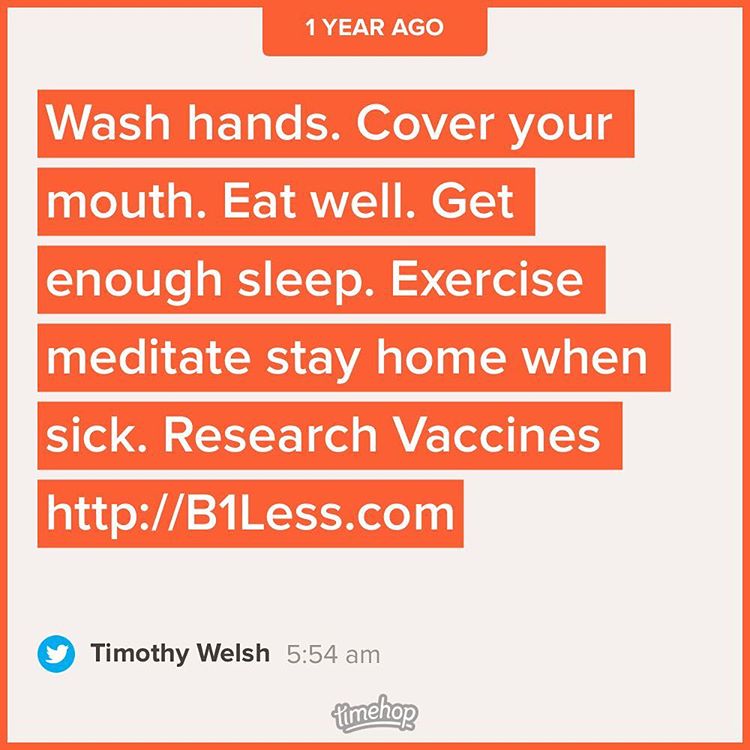 1 YEAR AGO
Wash hands. Cover your
mouth. Eat well. Get
enough sleep. Exercise
meditate stay home when
sick. Research Vaccines
http://B1Less.com
Timothy Welsh 5:54 am
timehop